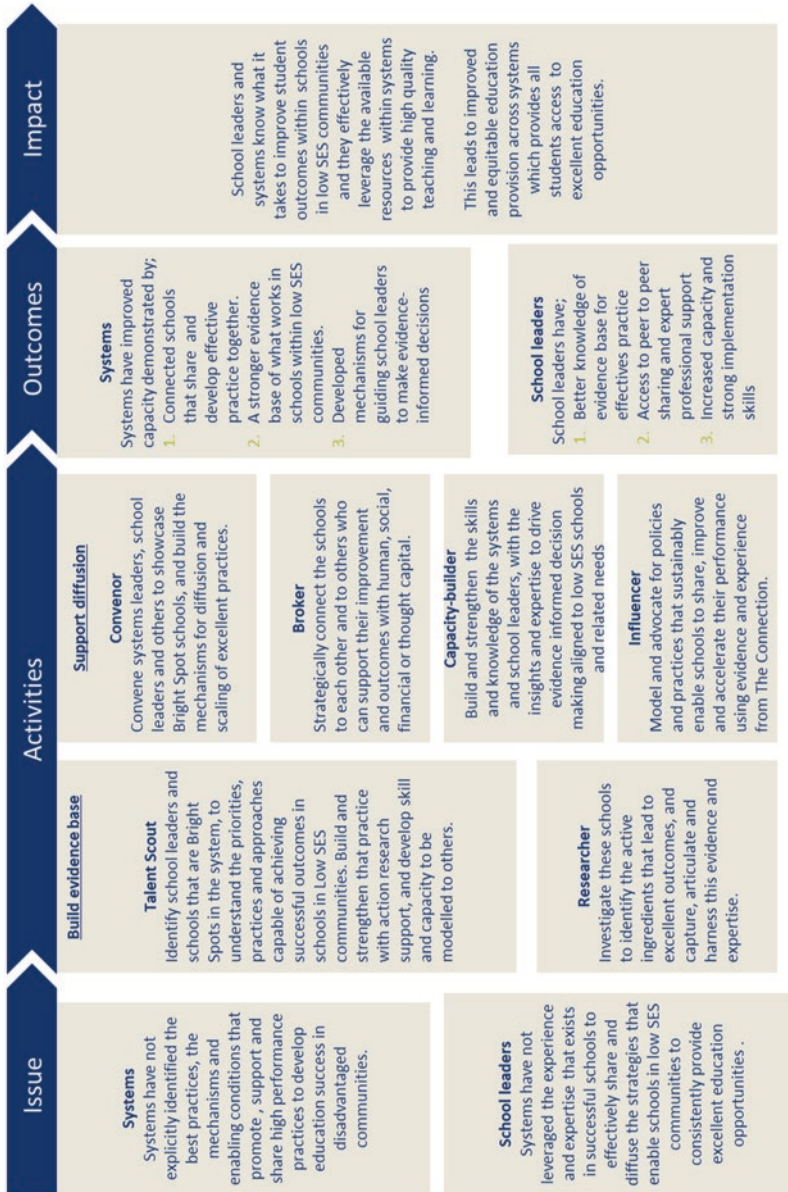 Issue
Systems
Systems have not
explicitly identified the
best practices, the
mechanisms and
enabling conditions that
promote , support and
share high performance
practices to develop
education success in
disadvantaged
communities.
School leaders
Systems have not
leveraged the experience
and expertise that exists
in successful schools to
effectively share and
diffuse the strategies that
enable schools in low SES
communities to
consistently provide
excellent education
opportunities .
Activities
Build evidence base
Talent Scout
Identify school leaders and
schools that are Bright
Spots in the system, to
understand the priorities,
practices and approaches
capable of achieving
successful outcomes in
schools in Low SES
communities. Build and
strengthen that practice
with action research
support, and develop skill
and capacity to be
modelled to others.
Researcher
Investigate these schools
to identify the active
ingredients that lead to
excellent outcomes, and
capture, articulate and
harness this evidence and
expertise.
Support diffusion
Convenor
Convene systems leaders, school
leaders and others to showcase
Bright Spot schools, and build the
mechanisms for diffusion and
scaling of excellent practices.
Broker
Strategically connect the schools
to each other and to others who
can support their improvement
and outcomes with human, social,
financial or thought capital.
Capacity-builder
Build and strengthen the skills
and knowledge of the systems
and school leaders, with the
insights and expertise to drive
evidence informed decision
making aligned to low SES schools
and related needs
Influencer
Model and advocate for policies
and practices that sustainably
enable schools to share, improve
and accelerate their performance
using evidence and experience
from The Connection.
Outcomes
Systems
Systems have improved
capacity demonstrated by;
1. Connected schools
that share and
develop effective
practice together.
2. A stronger evidence
base of what works in
schools within low SES
communities.
3. Developed
mechanisms for
guiding school leaders
to make evidence-
informed decisions
School leaders
School leaders have;
1. Better knowledge of
evidence base for
effectives practice
2. Access to peer to peer
sharing and expert
professional support
3. Increased capacity and
strong implementation
skills
Impact
School leaders and
systems know what it
takes to improve student
outcomes within schools
in low SES communities
and they effectively
leverage the available
resources within systems
to provide high quality
teaching and learning.
This leads to improved
and equitable education
provision across systems
which provides all
students access to
excellent education
opportunities.